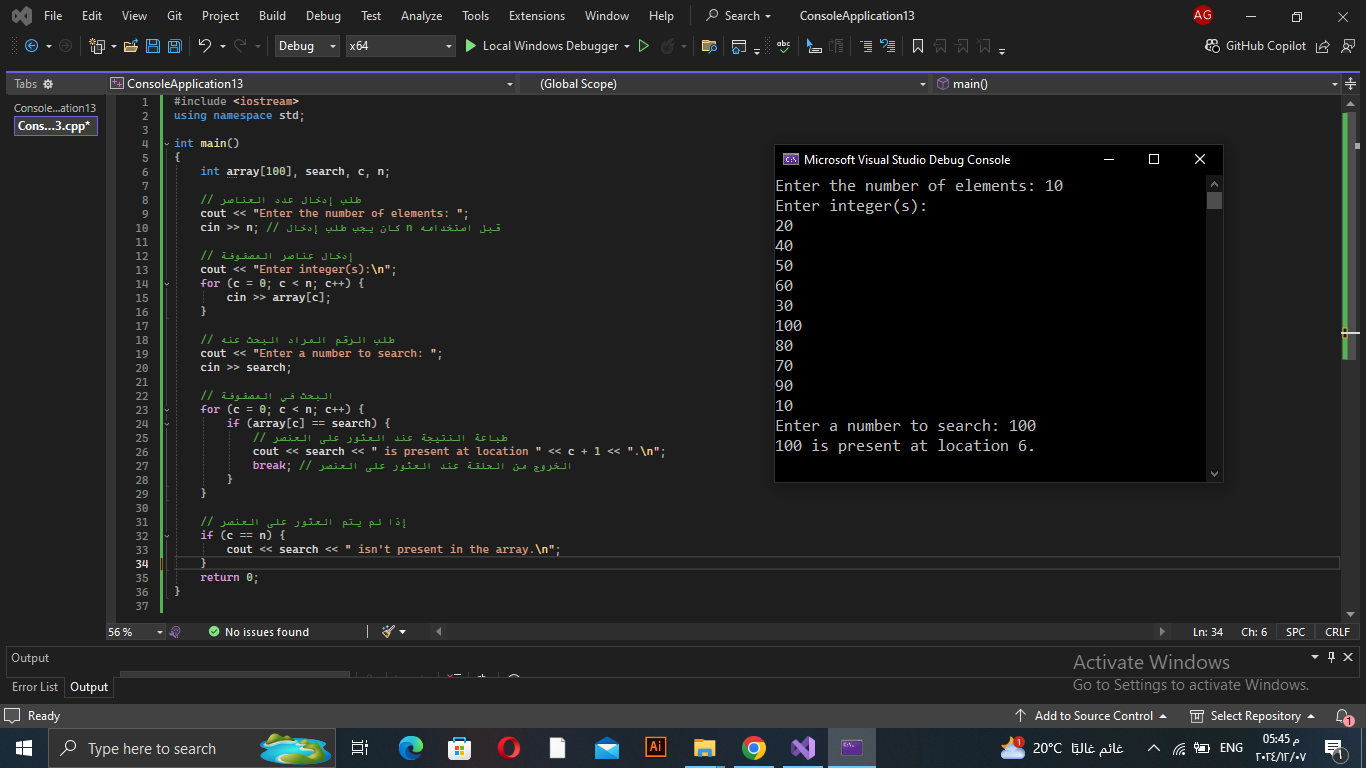 File Edit View Git Project Build Debug Test Analyze Tools Extensions Window Help Search ConsoleApplication13 AG
Debug x64 Local Windows Debugger GitHub Copilot
Tabs ConsoleApplication13 (Global Scope) main()
Console...ation13
Cons...3.cpp*
1 #include <iostream>
2 using namespace std;
3
4 int main()
5 {
6 int array[100], search, c, n;
7
8 // طلب إدخال عدد العناصر
9 cout << "Enter the number of elements: ";
10 cin >> n; // كان يجب طلب إدخال n قبل استخدامه
11
12 // إدخال عناصر المصفوفة
13 cout << "Enter integer(s):\n";
14 for (c = 0; c < n; c++) {
15 cin >> array[c];
16 }
17
18 // طلب الرقم المراد البحث عنه
19 cout << "Enter a number to search: ";
20 cin >> search;
21
22 // البحث في المصفوفة
23 for (c = 0; c < n; c++) {
24 if (array[c] == search) {
25 // طباعة النتيجة عند العثور على العنصر
26 cout << search << " is present at location " << c + 1 << ".\n";
27 break; // الخروج من الحلقة عند العثور على العنصر
28 }
29 }
30
31 // إذا لم يتم العثور على العنصر
32 if (c == n) {
33 cout << search << " isn't present in the array.\n";
34 }
35 return 0;
36 }
37
Microsoft Visual Studio Debug Console
Enter the number of elements: 10
Enter integer(s):
20
40
50
60
30
100
80
70
90
10
Enter a number to search: 100
100 is present at location 6.
56 % No issues found Ln: 34 Ch: 6 SPC CRLF
Output
Error List Output
Activate Windows
Go to Settings to activate Windows.
Ready Add to Source Control Select Repository 1
Type here to search 1 20°C غائم غالبًا ENG 05:45 م
٢٠٢٤/١٢/٠٧ 1